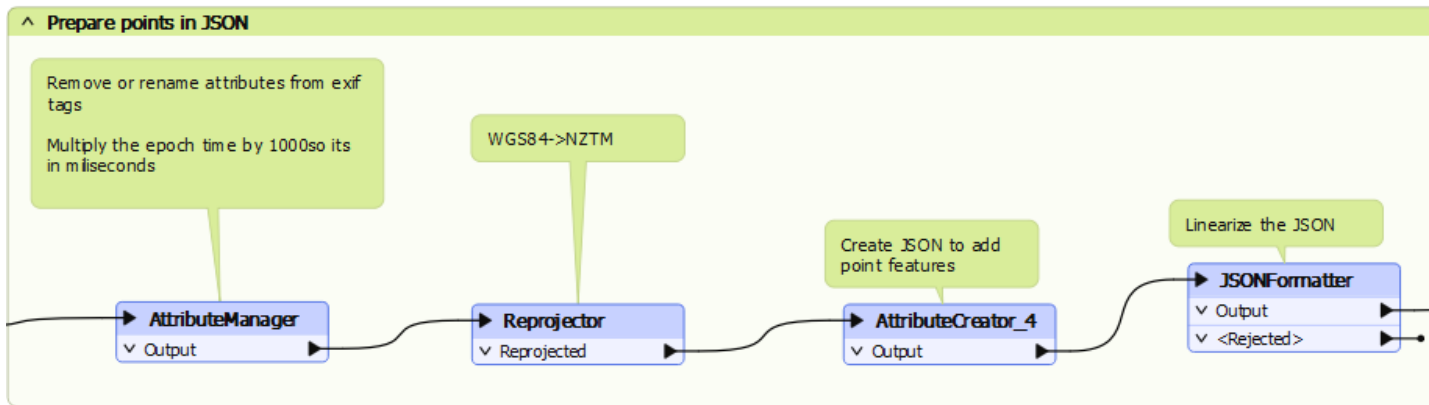 Prepare points in JSON
Remove or rename attributes from exif
tags
Multiply the epoch time by 1000so its
in miliseconds
WGS84->NZTM
Create JSON to add
point features
Linearize the JSON
AttributeManager
Output
Reprojector
Reprojected
AttributeCreator_4
Output
JSONFormatter
Output
<Rejected>